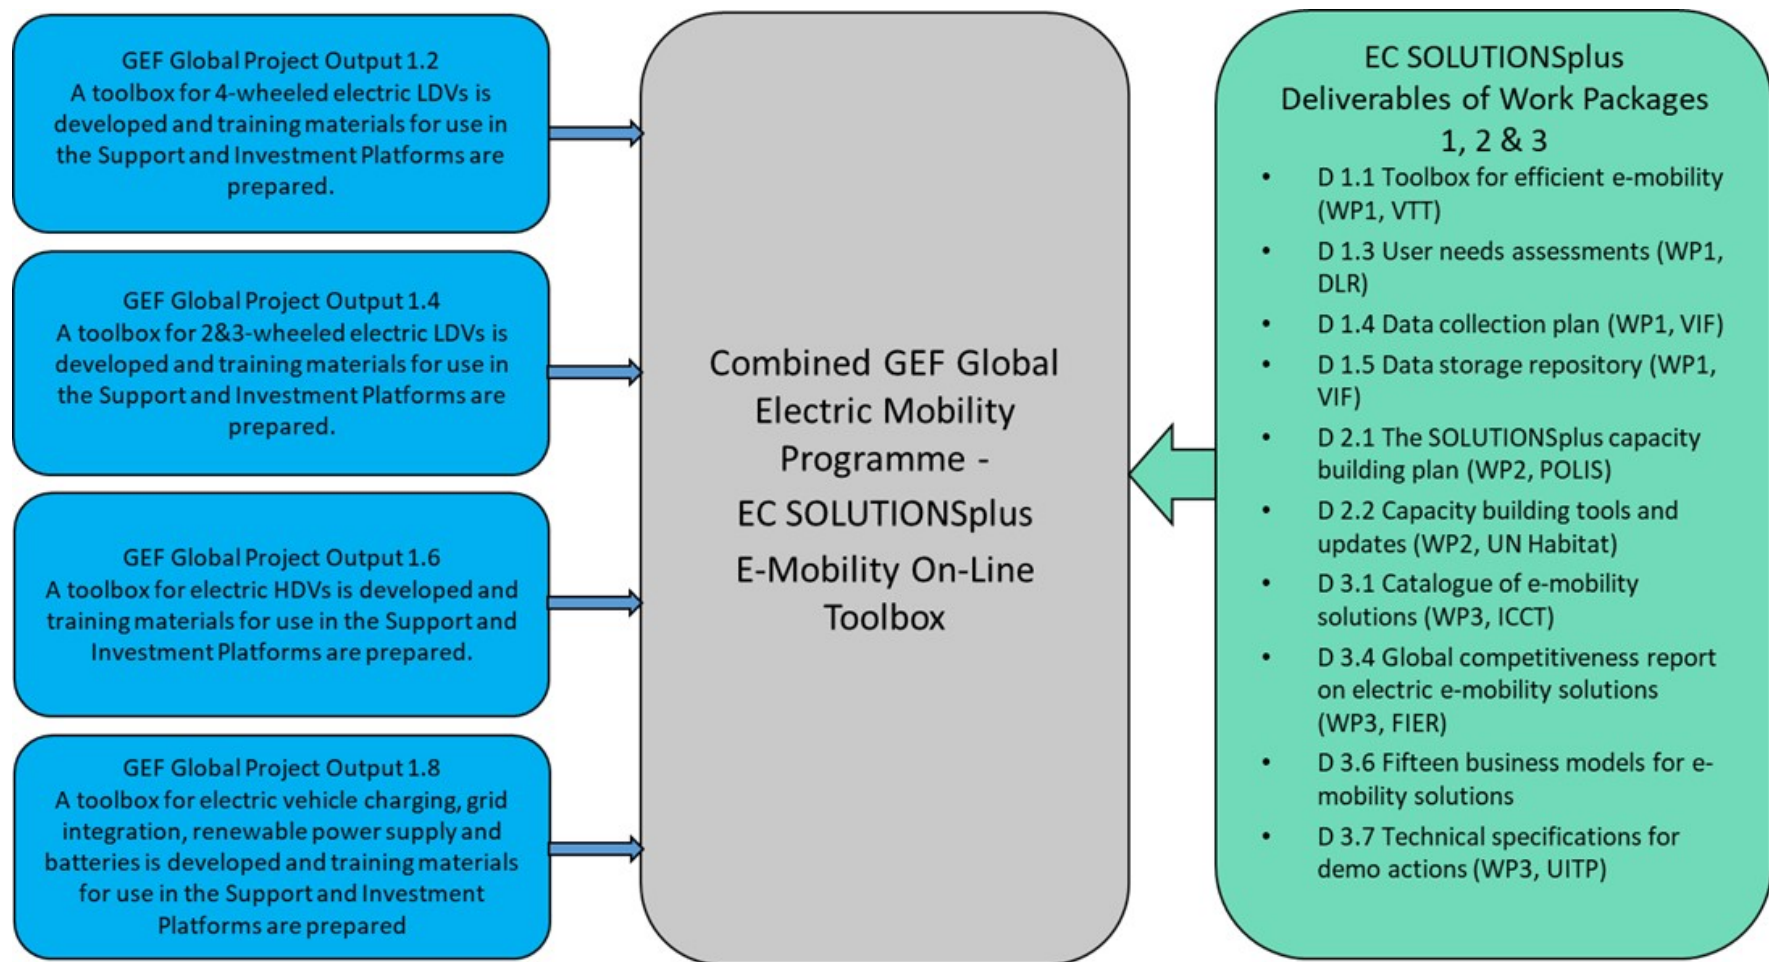 GEF Global Project Output 1.2
A toolbox for 4-wheeled electric LDVs is
developed and training materials for use in
the Support and Investment Platforms are
prepared.
GEF Global Project Output 1.4
A toolbox for 2&3-wheeled electric LDVs is
developed and training materials for use in
the Support and Investment Platforms are
prepared.
GEF Global Project Output 1.6
A toolbox for electric HDVs is developed and
training materials for use in the Support and
Investment Platforms are prepared.
GEF Global Project Output 1.8
A toolbox for electric vehicle charging, grid
integration, renewable power supply and
batteries is developed and training materials
for use in the Support and Investment
Platforms are prepared
Combined GEF Global
Electric Mobility
Programme -
EC SOLUTIONSplus
E-Mobility On-Line
Toolbox
EC SOLUTIONSplus
Deliverables of Work Packages
1, 2 & 3
• D 1.1 Toolbox for efficient e-mobility
(WP1, VTT)
• D 1.3 User needs assessments (WP1,
DLR)
• D 1.4 Data collection plan (WP1, VIF)
• D 1.5 Data storage repository (WP1,
VIF)
• D 2.1 The SOLUTIONSplus capacity
building plan (WP2, POLIS)
• D 2.2 Capacity building tools and
updates (WP2, UN Habitat)
• D 3.1 Catalogue of e-mobility
solutions (WP3, ICCT)
• D 3.4 Global competitiveness report
on electric e-mobility solutions
(WP3, FIER)
• D 3.6 Fifteen business models for e-
mobility solutions
• D 3.7 Technical specifications for
demo actions (WP3, UITP)